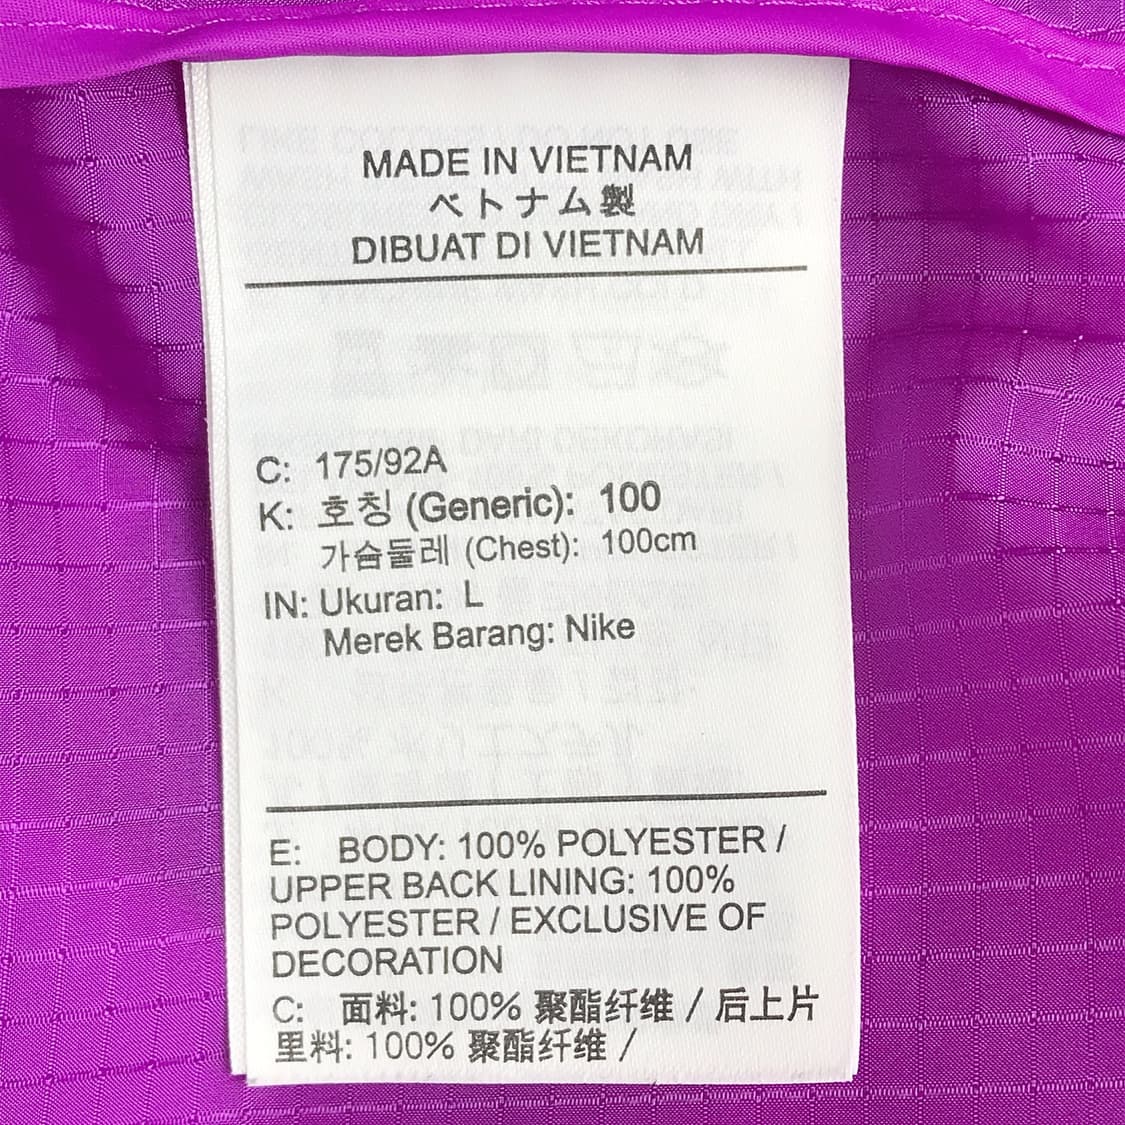 MADE IN VIETNAM
ベトナム製
DIBUAT DI VIETNAM
C: 175/92A
K: 호칭 (Generic): 100
가슴둘레 (Chest): 100cm
IN: Ukuran: L
Merek Barang: Nike
E: BODY: 100% POLYESTER /
UPPER BACK LINING: 100%
POLYESTER / EXCLUSIVE OF
DECORATION
C: 面料: 100% 聚酯纤维 / 后上片
里料: 100% 聚酯纤维 /